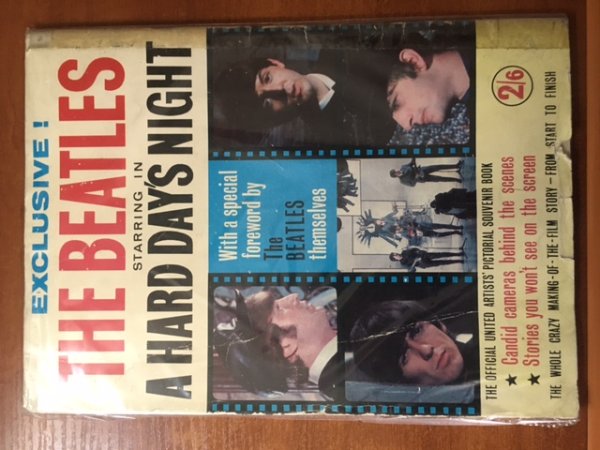 EXCLUSIVE!
THE BEATLES
STARRING IN
A HARD DAY'S NIGHT
With a special
foreword by
The
BEATLES
themselves
2/6
THE OFFICIAL UNITED ARTISTS' PICTORIAL SOUVENIR BOOK
★ Candid cameras behind the scenes
★ Stories you won't see on the screen
THE WHOLE CRAZY MAKING-OF-THE-FILM STORY – FROM START TO FINISH